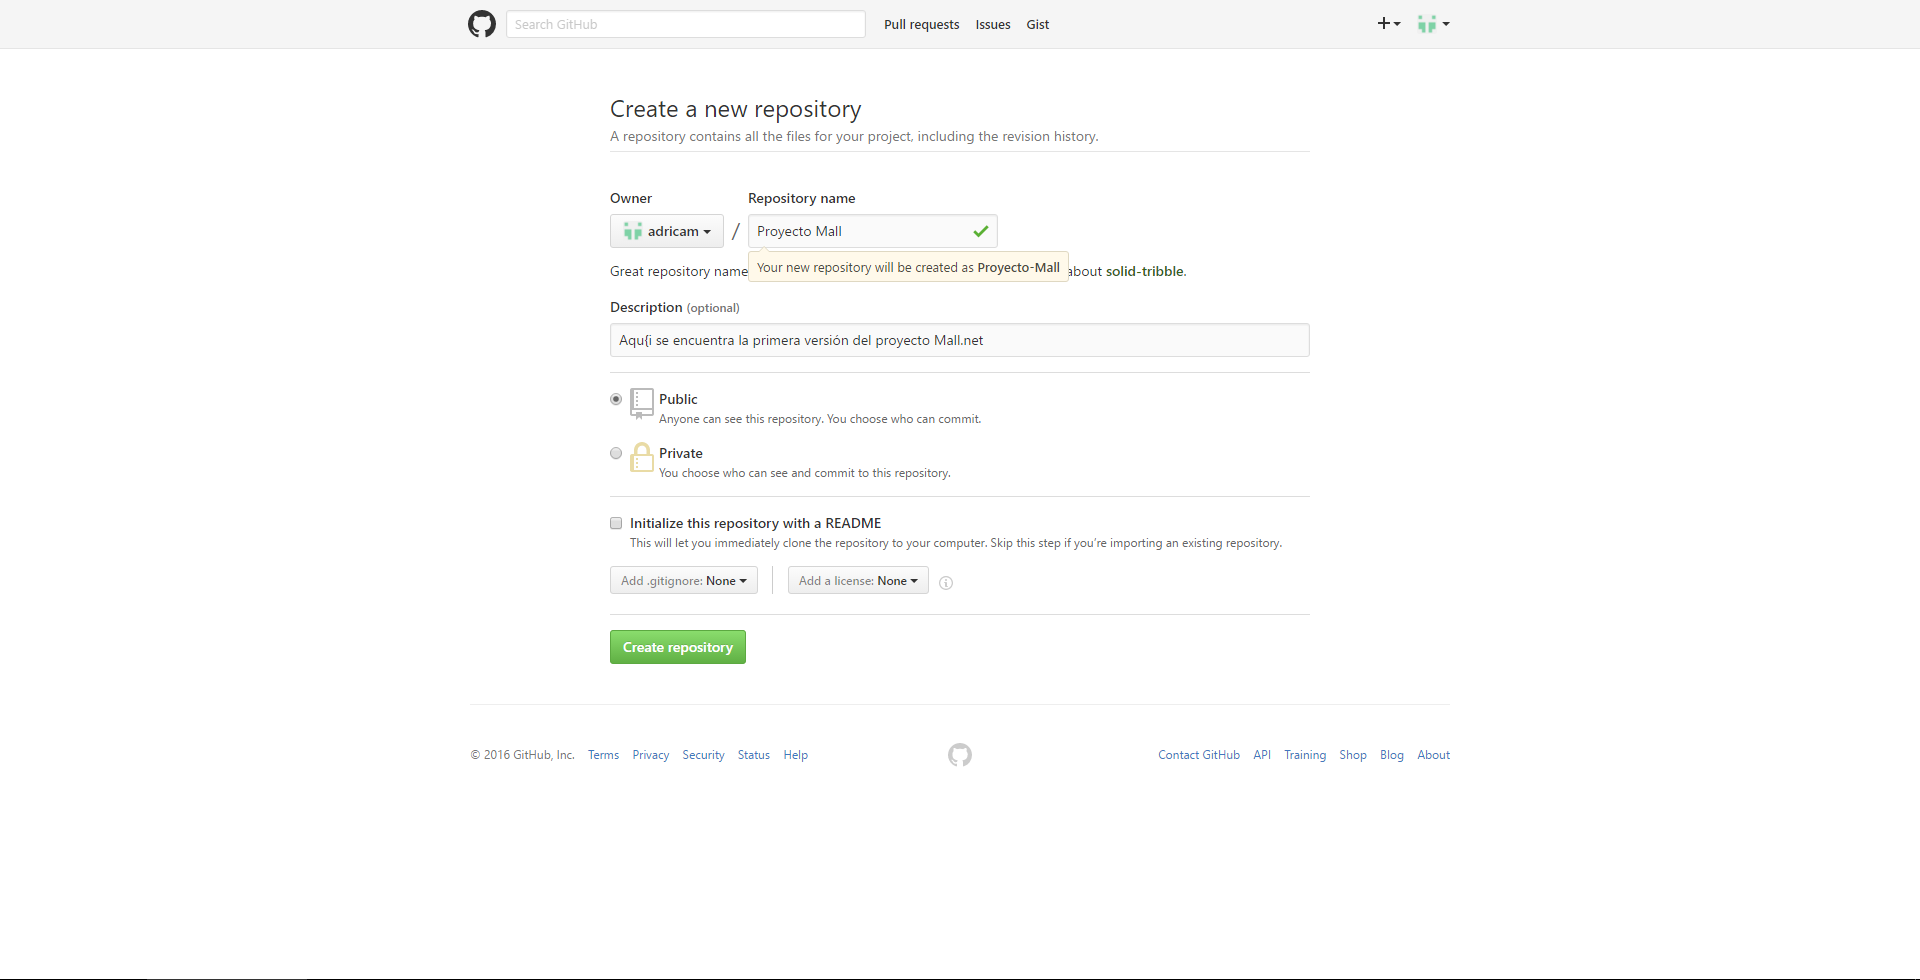 Search GitHub Pull requests Issues Gist
Create a new repository
A repository contains all the files for your project, including the revision history.
Owner Repository name
adricam / Proyecto Mall
Your new repository will be created as Proyecto-Mall
Great repository name about solid-tribble.
Description (optional)
Aqu{i se encuentra la primera versión del proyecto Mall.net
Public
Anyone can see this repository. You choose who can commit.
Private
You choose who can see and commit to this repository.
Initialize this repository with a README
This will let you immediately clone the repository to your computer. Skip this step if you're importing an existing repository.
Add .gitignore: None Add a license: None
Create repository
© 2016 GitHub, Inc. Terms Privacy Security Status Help Contact GitHub API Training Shop Blog About